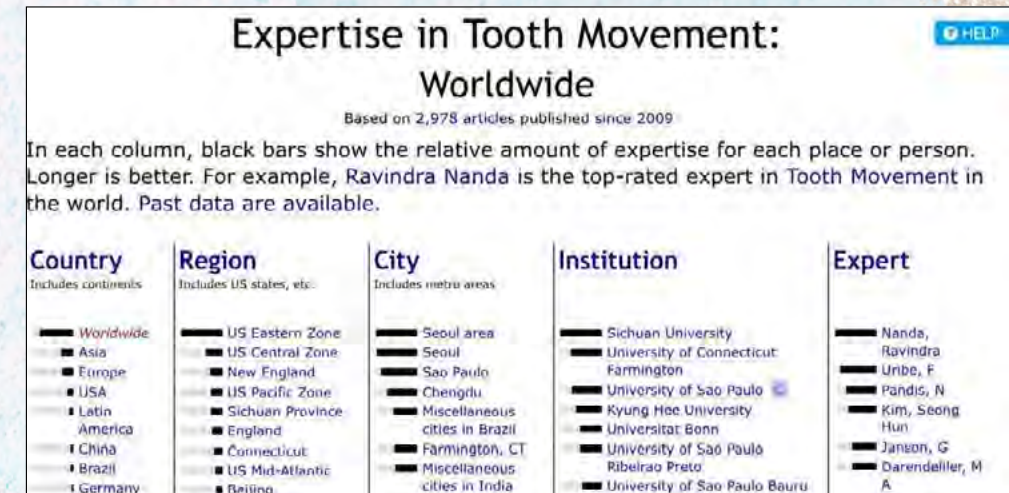 Expertise in Tooth Movement:
HELP
Worldwide
Based on 2,978 articles published since 2009
In each column, black bars show the relative amount of expertise for each place or person.
Longer is better. For example, Ravindra Nanda is the top-rated expert in Tooth Movement in
the world. Past data are available.
Country
Includes continents
Worldwide
Asia
Europe
USA
Latin
America
China
Brazil
Germany
Region
Includes US states, etc.
US Eastern Zone
US Central Zone
New England
US Pacific Zone
Sichuan Province
England
Connecticut
US Mid-Atlantic
Beijing
City
Includes metro areas
Seoul area
Seoul
Sao Paulo
Chengdu
Miscellaneous
cities in Brazil
Farmington, CT
Miscellaneous
cities in India
Institution
Sichuan University
University of Connecticut
Farmington
University of Sao Paulo
Kyung Hee University
Universitat Bonn
University of Sao Paulo
Ribeirao Preto
University of Sao Paulo Bauru
Expert
Nanda,
Ravindra
Uribe, F
Pandis, N
Kim, Seong
Hun
Janson, G
Darendeliler, M
A